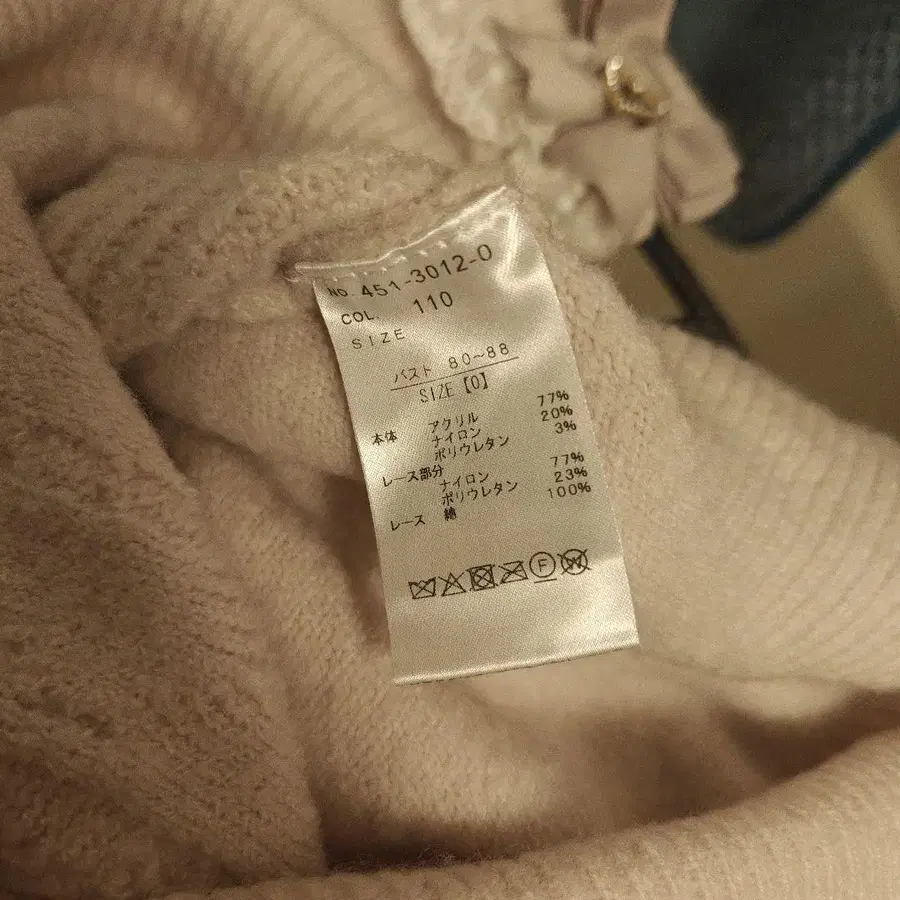 No. 451-3012-0
COL. 110
SIZE
バスト 80~88
SIZE【0】
本体 アクリル 77%
ナイロン 20%
ポリウレタン 3%
レース部分
ナイロン 77%
ポリウレタン 23%
レース 綿 100%
F W